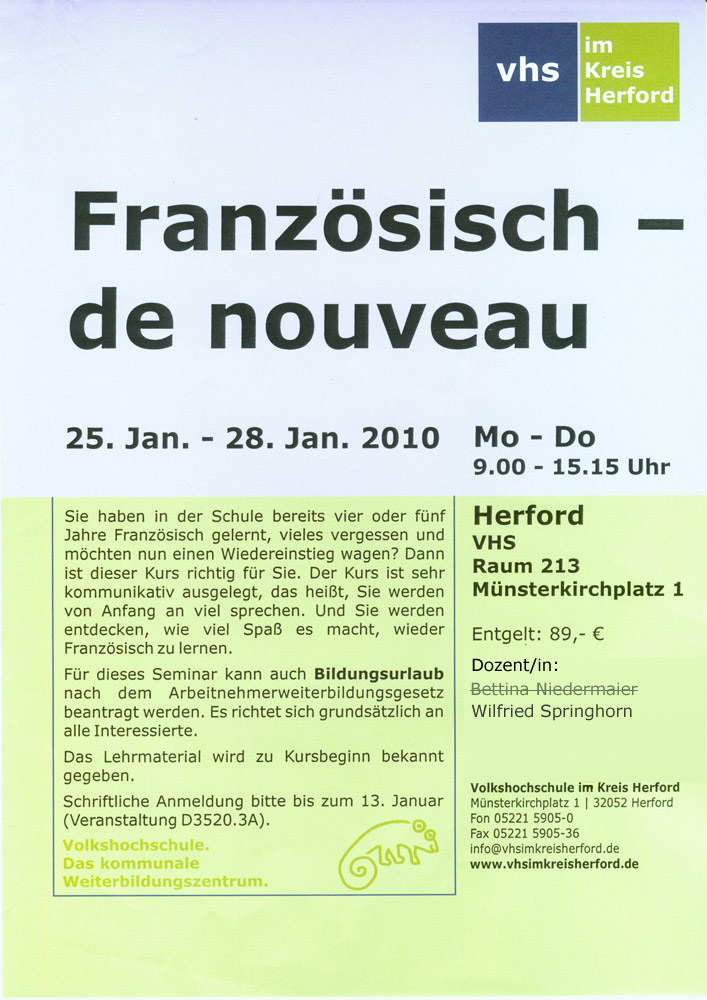 vhs
im
Kreis
Herford
Französisch –
de nouveau
25. Jan. - 28. Jan. 2010
Mo - Do
9.00 - 15.15 Uhr
Sie haben in der Schule bereits vier oder fünf
Jahre Französisch gelernt, vieles vergessen und
möchten nun einen Wiedereinstieg wagen? Dann
ist dieser Kurs richtig für Sie. Der Kurs ist sehr
kommunikativ ausgelegt, das heißt, Sie werden
von Anfang an viel sprechen. Und Sie werden
entdecken, wie viel Spaß es macht, wieder
Französisch zu lernen.
Für dieses Seminar kann auch Bildungsurlaub
nach dem Arbeitnehmerweiterbildungsgesetz
beantragt werden. Es richtet sich grundsätzlich an
alle Interessierte.
Das Lehrmaterial wird zu Kursbeginn bekannt
gegeben.
Schriftliche Anmeldung bitte bis zum 13. Januar
(Veranstaltung D3520.3A).
Volkshochschule.
Das kommunale
Weiterbildungszentrum.
Herford
VHS
Raum 213
Münsterkirchplatz 1
Entgelt: 89,- €
Dozent/in:
Bettina Niedermaier
Wilfried Springhorn
Volkshochschule im Kreis Herford
Münsterkirchplatz 1 | 32052 Herford
Fon 05221 5905-0
Fax 05221 5905-36
info@vhsimkreisherford.de
www.vhsimkreisherford.de